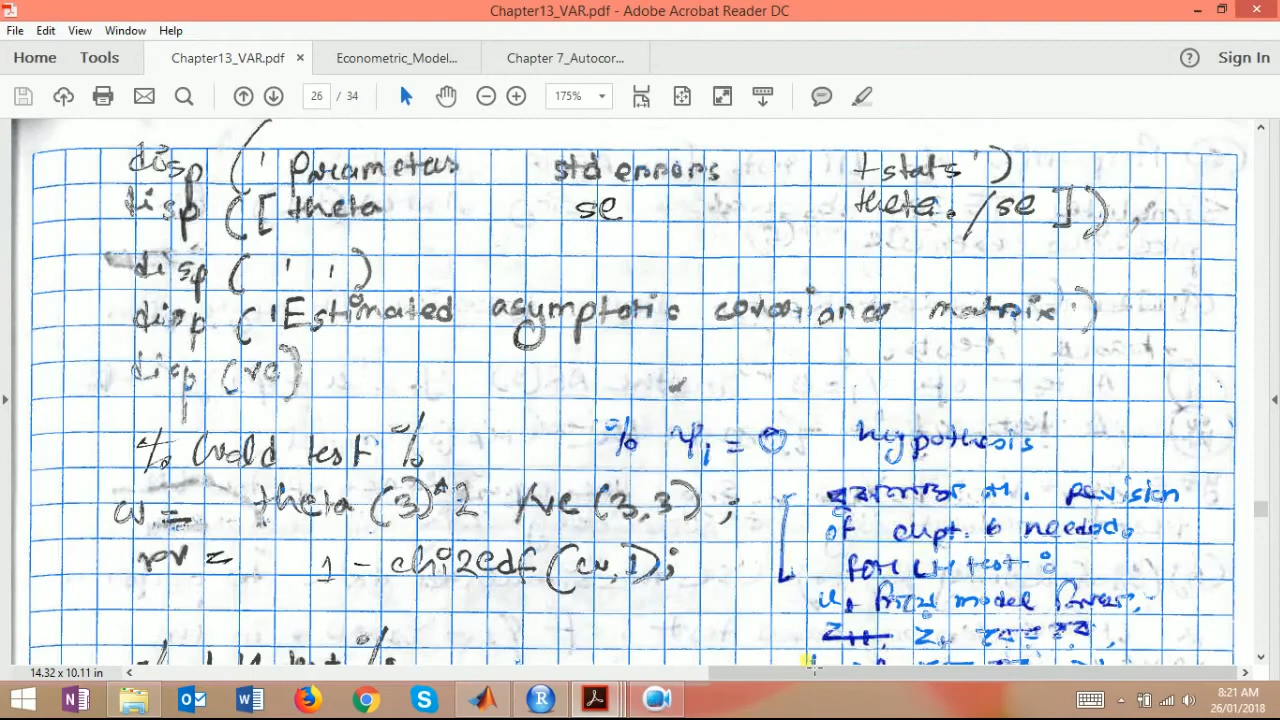 Chapter13_VAR.pdf - Adobe Acrobat Reader DC
File Edit View Window Help
Home Tools Chapter13_VAR.pdf × Econometric_Model... Chapter 7_Autocor... Sign In
26 / 34 175%
disp (' Parameters std errors tstats')
disp ([ theta se theta./se ])
disp (' ')
disp ('Estimated asymptotic covariance matrix')
disp (vc)
% Wald test % % ψ1 = 0 hypothesis
w = theta (3)^2 /vc(3,3);
pv = 1 - chi2cdf(w,1); revision
of chpt. 6 needed.
for LM test :
model
14.32 x 10.11 in
8:21 AM
26/01/2018